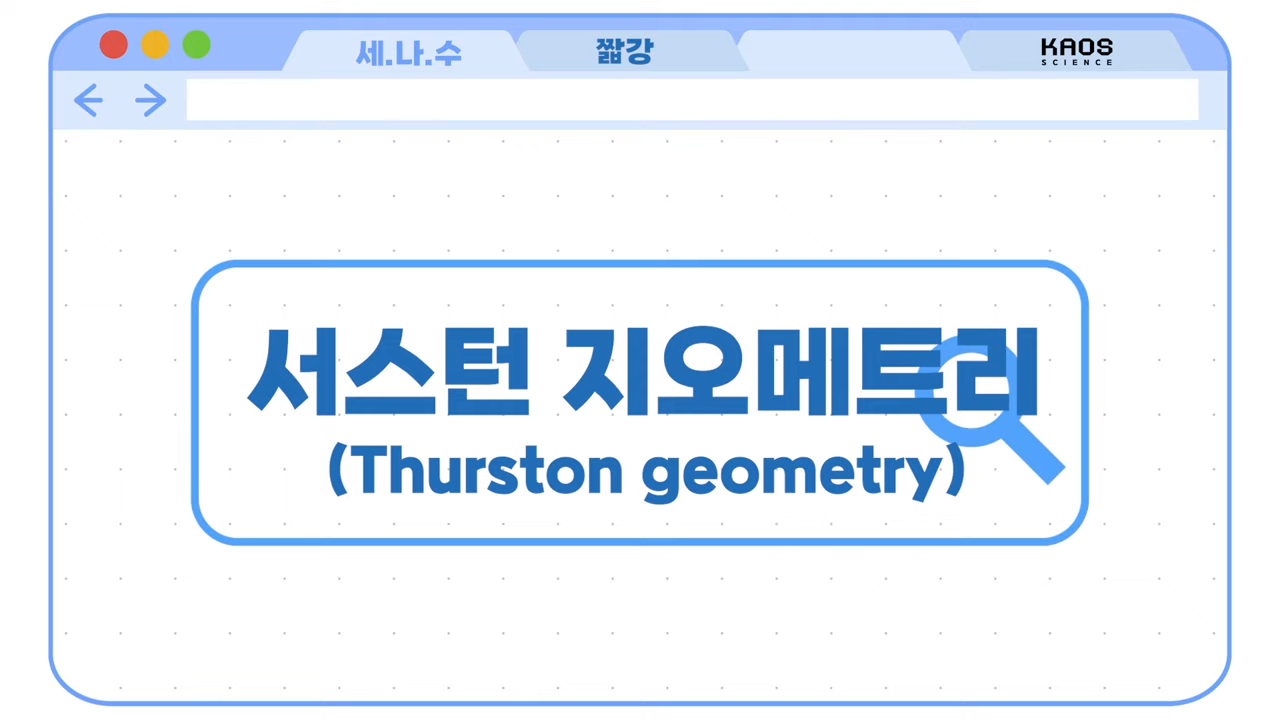 세.나.수
짧강
KAOS
SCIENCE
서스턴 지오메트리
(Thurston geometry)